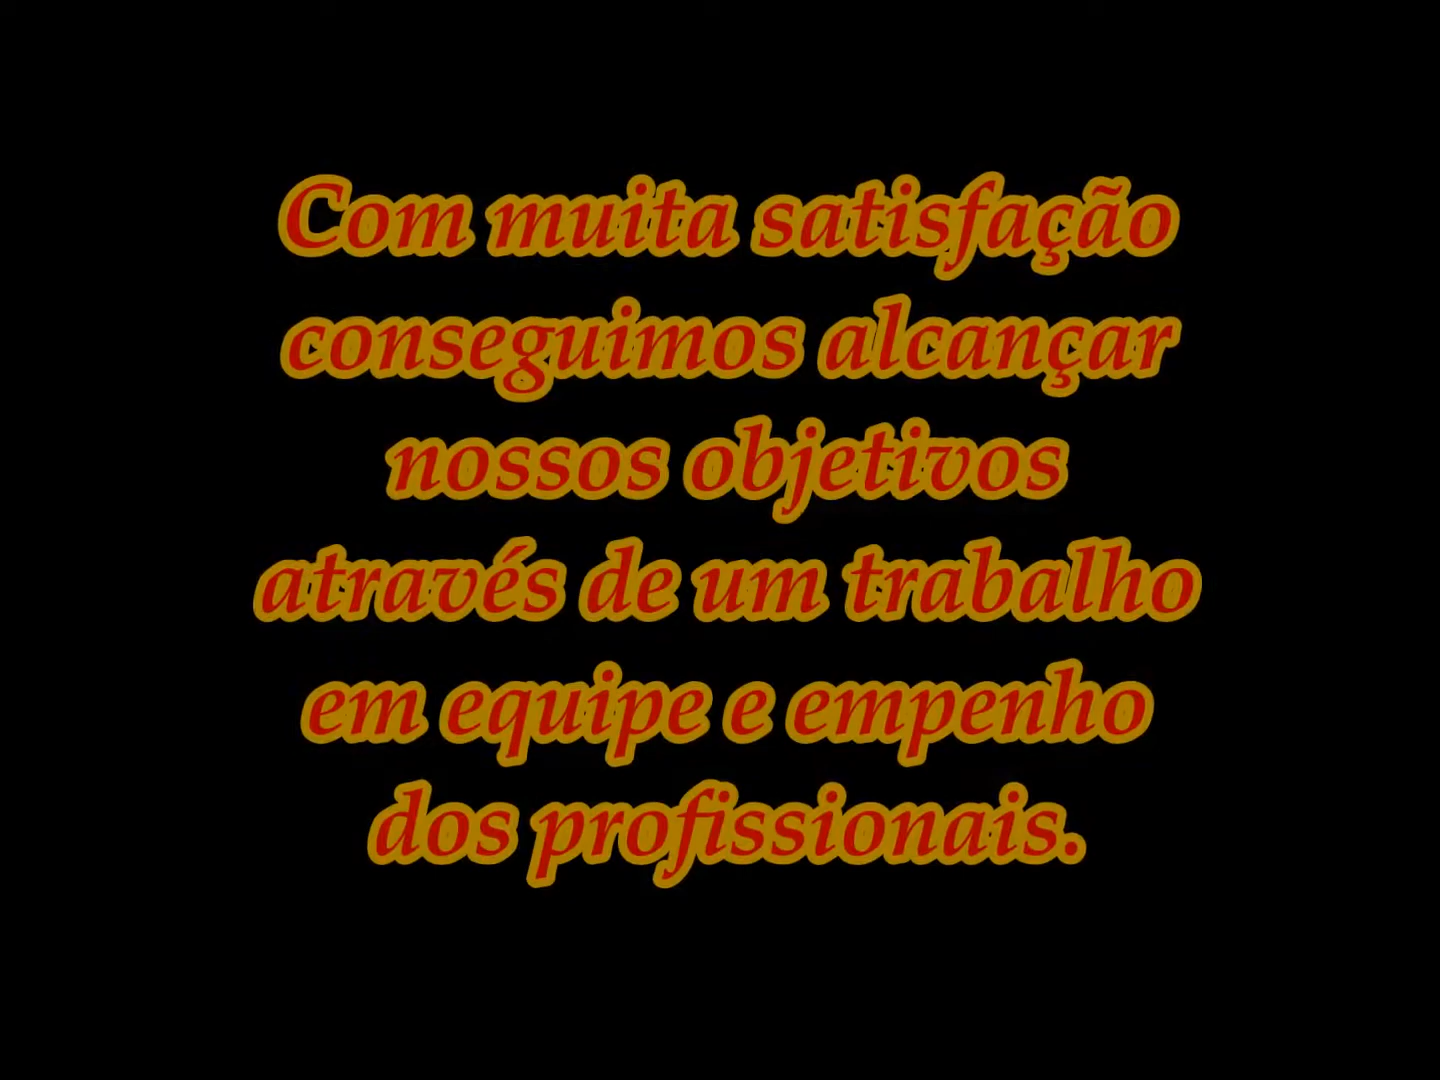 Com muita satisfação
conseguimos alcançar
nossos objetivos
através de um trabalho
em equipe e empenho
dos profissionais.